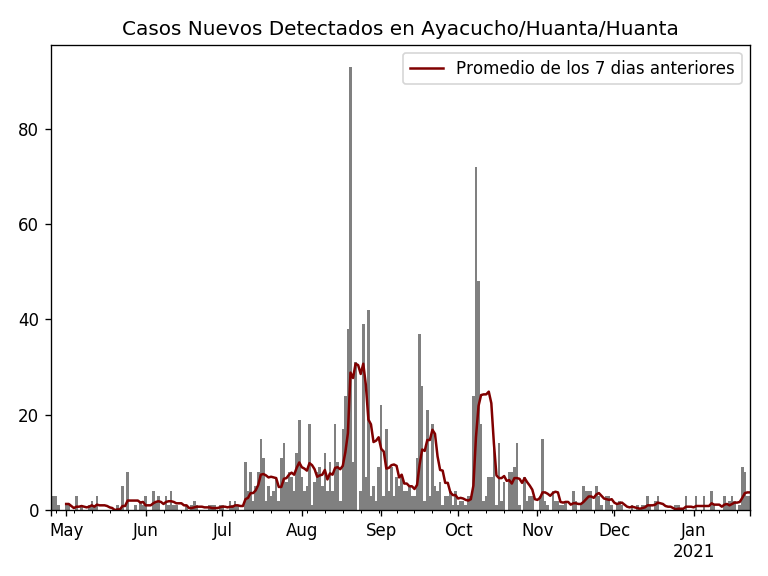 Casos Nuevos Detectados en Ayacucho/Huanta/Huanta
Promedio de los 7 dias anteriores
80
60
40
20
0
May Jun Jul Aug Sep Oct Nov Dec Jan
2021